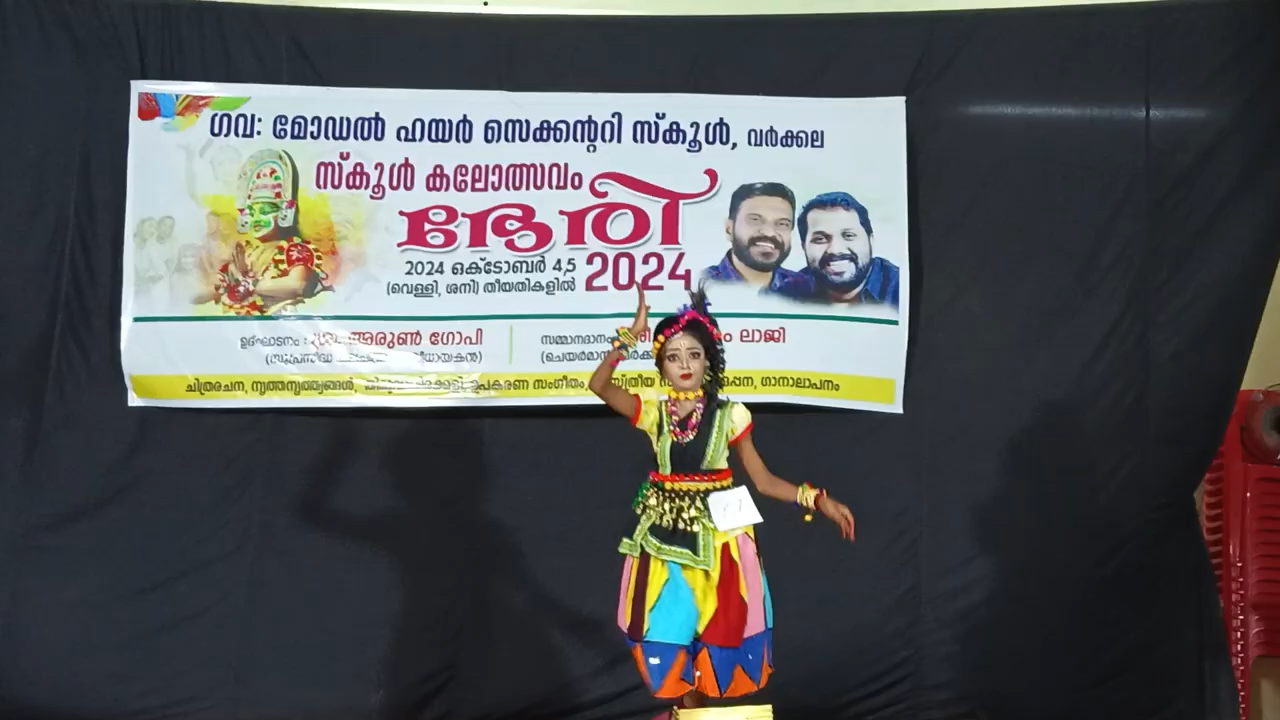 ഗവ: മോഡൽ ഹയർ സെക്കന്ററി സ്കൂൾ, വർക്കല
സ്കൂൾ കലോത്സവം
ഭേരി
2024 ഒക്ടോബർ 4,5
(വെള്ളി, ശനി) തീയതികളിൽ
2024
ഉദ്ഘാടനം : അരുൺ ഗോപി
സമ്മാനദാനം ലാജി
ചിത്രരചന, നൃത്തനൃത്യങ്ങൾ, ഉപകരണ സംഗീതം, ഗാനാലാപനം